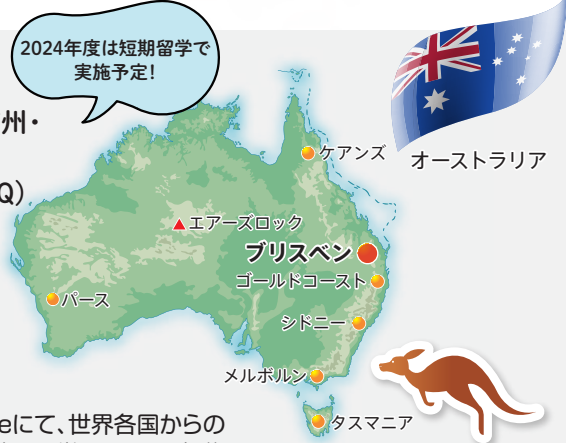 2024年度は短期留学で
実施予定!
州・
Q)
オーストラリア
ケアンズ
エアーズロック
ブリスベン
ゴールドコースト
パース
シドニー
メルボルン
タスマニア
eにて、世界各国からの